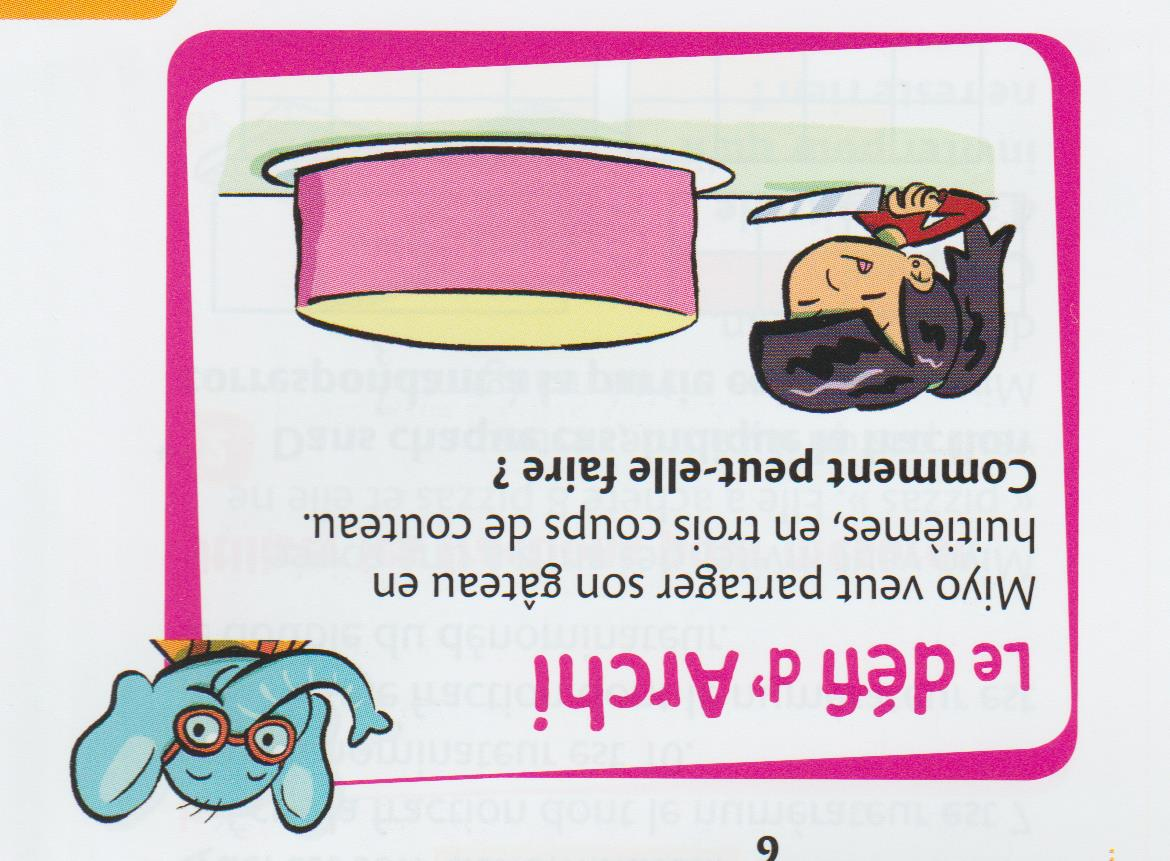 Le défi d'Archi
Miyo veut partager son gâteau en
huitièmes, en trois coups de couteau.
Comment peut-elle faire ?